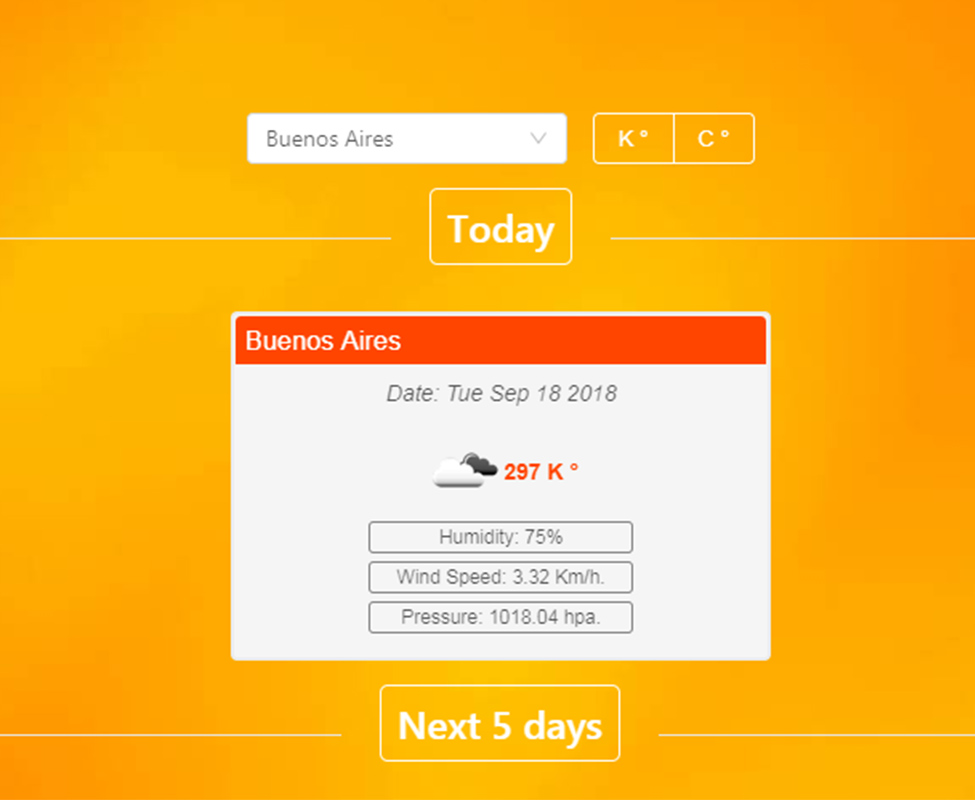 Buenos Aires K° C°
Today
Buenos Aires
Date: Tue Sep 18 2018
297 K °
Humidity: 75%
Wind Speed: 3.32 Km/h.
Pressure: 1018.04 hpa.
Next 5 days